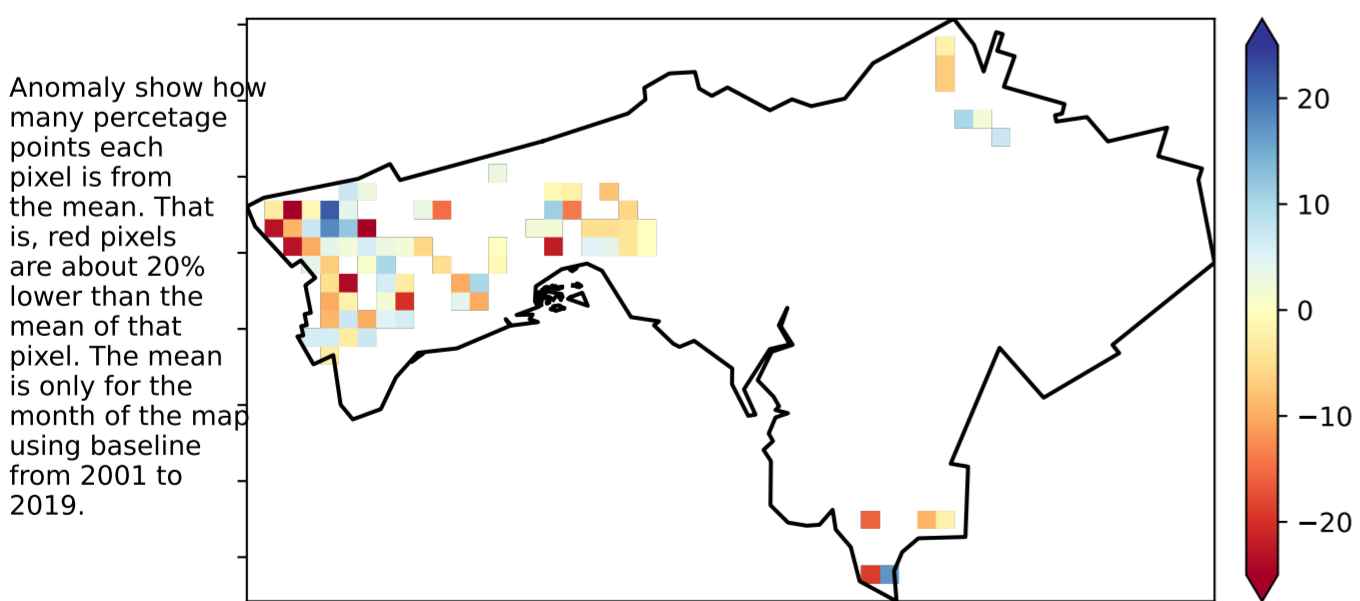 Anomaly show how
many percetage
points each
pixel is from
the mean. That
is, red pixels
are about 20%
lower than the
mean of that
pixel. The mean
is only for the
month of the map
using baseline
from 2001 to
2019.
20
10
0
−10
−20